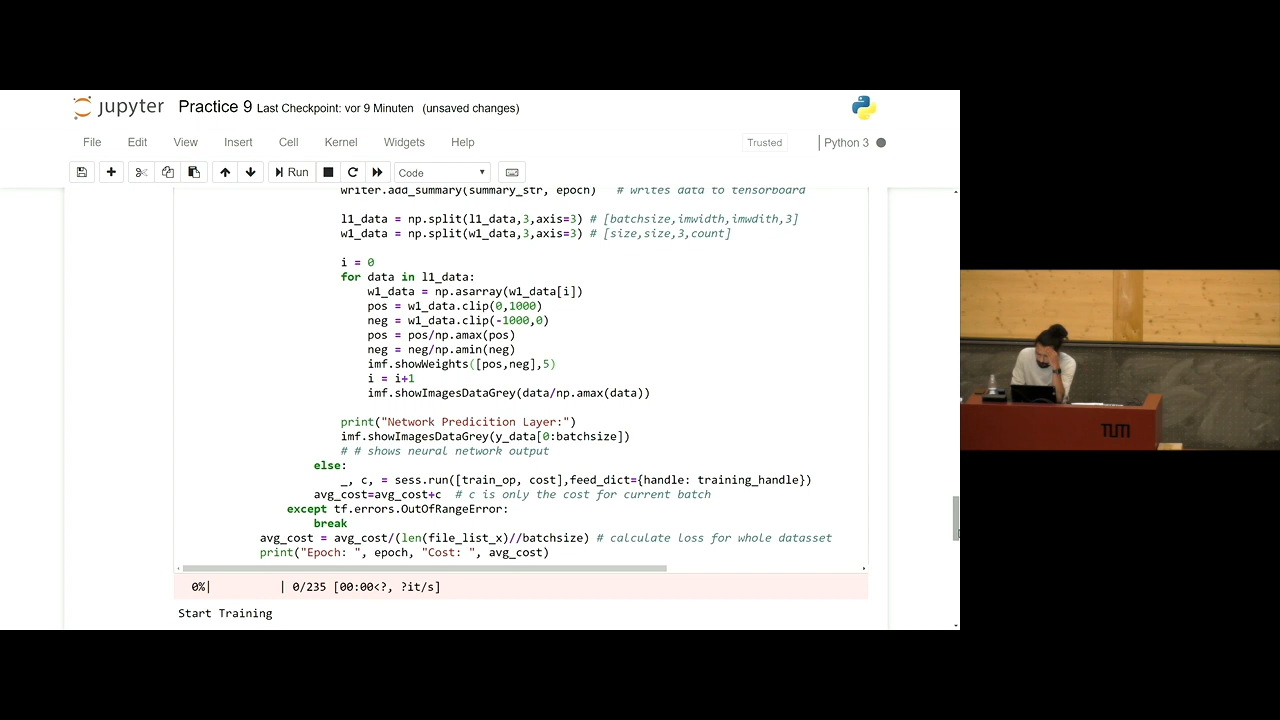 jupyter Practice 9 Last Checkpoint: vor 9 Minuten (unsaved changes)
File Edit View Insert Cell Kernel Widgets Help Trusted Python 3
Run Code
writer.add_summary(summary_str, epoch) # writes data to tensorboard
l1_data = np.split(l1_data,3,axis=3) # [batchsize,imwidth,imwdith,3]
w1_data = np.split(w1_data,3,axis=3) # [size,size,3,count]
i = 0
for data in l1_data:
w1_data = np.asarray(w1_data[i])
pos = w1_data.clip(0,1000)
neg = w1_data.clip(-1000,0)
pos = pos/np.amax(pos)
neg = neg/np.amin(neg)
imf.showWeights([pos,neg],5)
i = i+1
imf.showImagesDataGrey(data/np.amax(data))
print("Network Predicition Layer:")
imf.showImagesDataGrey(y_data[0:batchsize])
# # shows neural network output
else:
_, c, = sess.run([train_op, cost],feed_dict={handle: training_handle})
avg_cost=avg_cost+c # c is only the cost for current batch
except tf.errors.OutOfRangeError:
break
avg_cost = avg_cost/(len(file_list_x)//batchsize) # calculate loss for whole datasset
print("Epoch: ", epoch, "Cost: ", avg_cost)
0%| | 0/235 [00:00<?, ?it/s]
Start Training
TUM